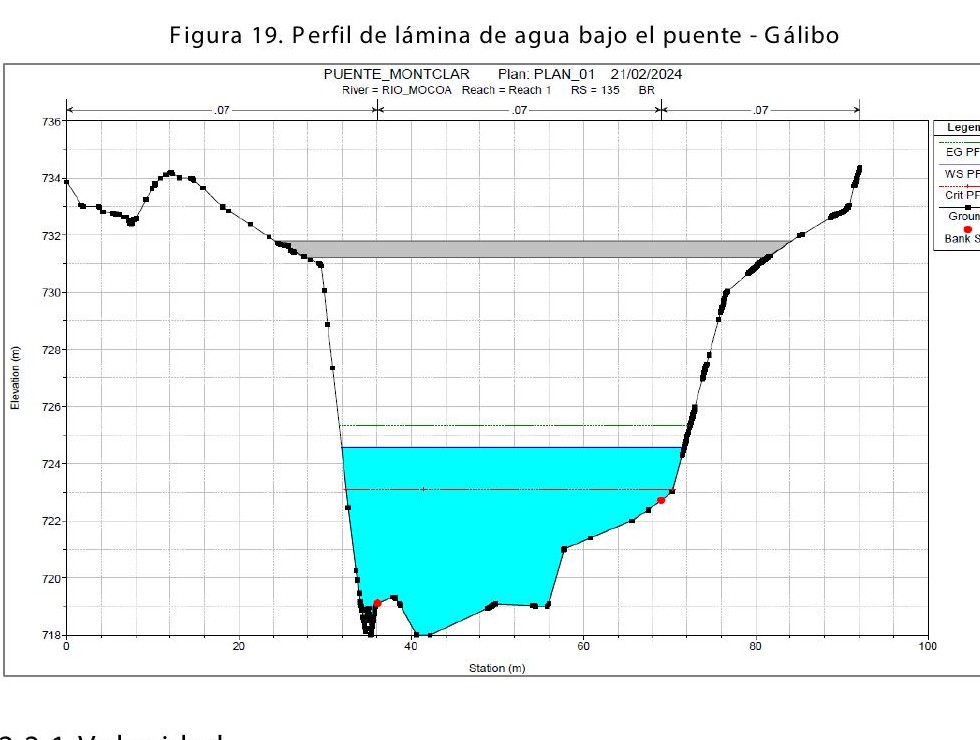 Figura 19. Perfil de lámina de agua bajo el puente - Gálibo
PUENTE_MONTCLAR Plan: PLAN_01 21/02/2024
River = RIO_MOCOA Reach = Reach 1 RS = 135 BR
.07 .07 .07
Legen
EG PF
WS PF
Crit PF
Groun
Bank S
736
734
732
730
728
726
724
722
720
718
Elevation (m)
0 20 40 60 80 100
Station (m)